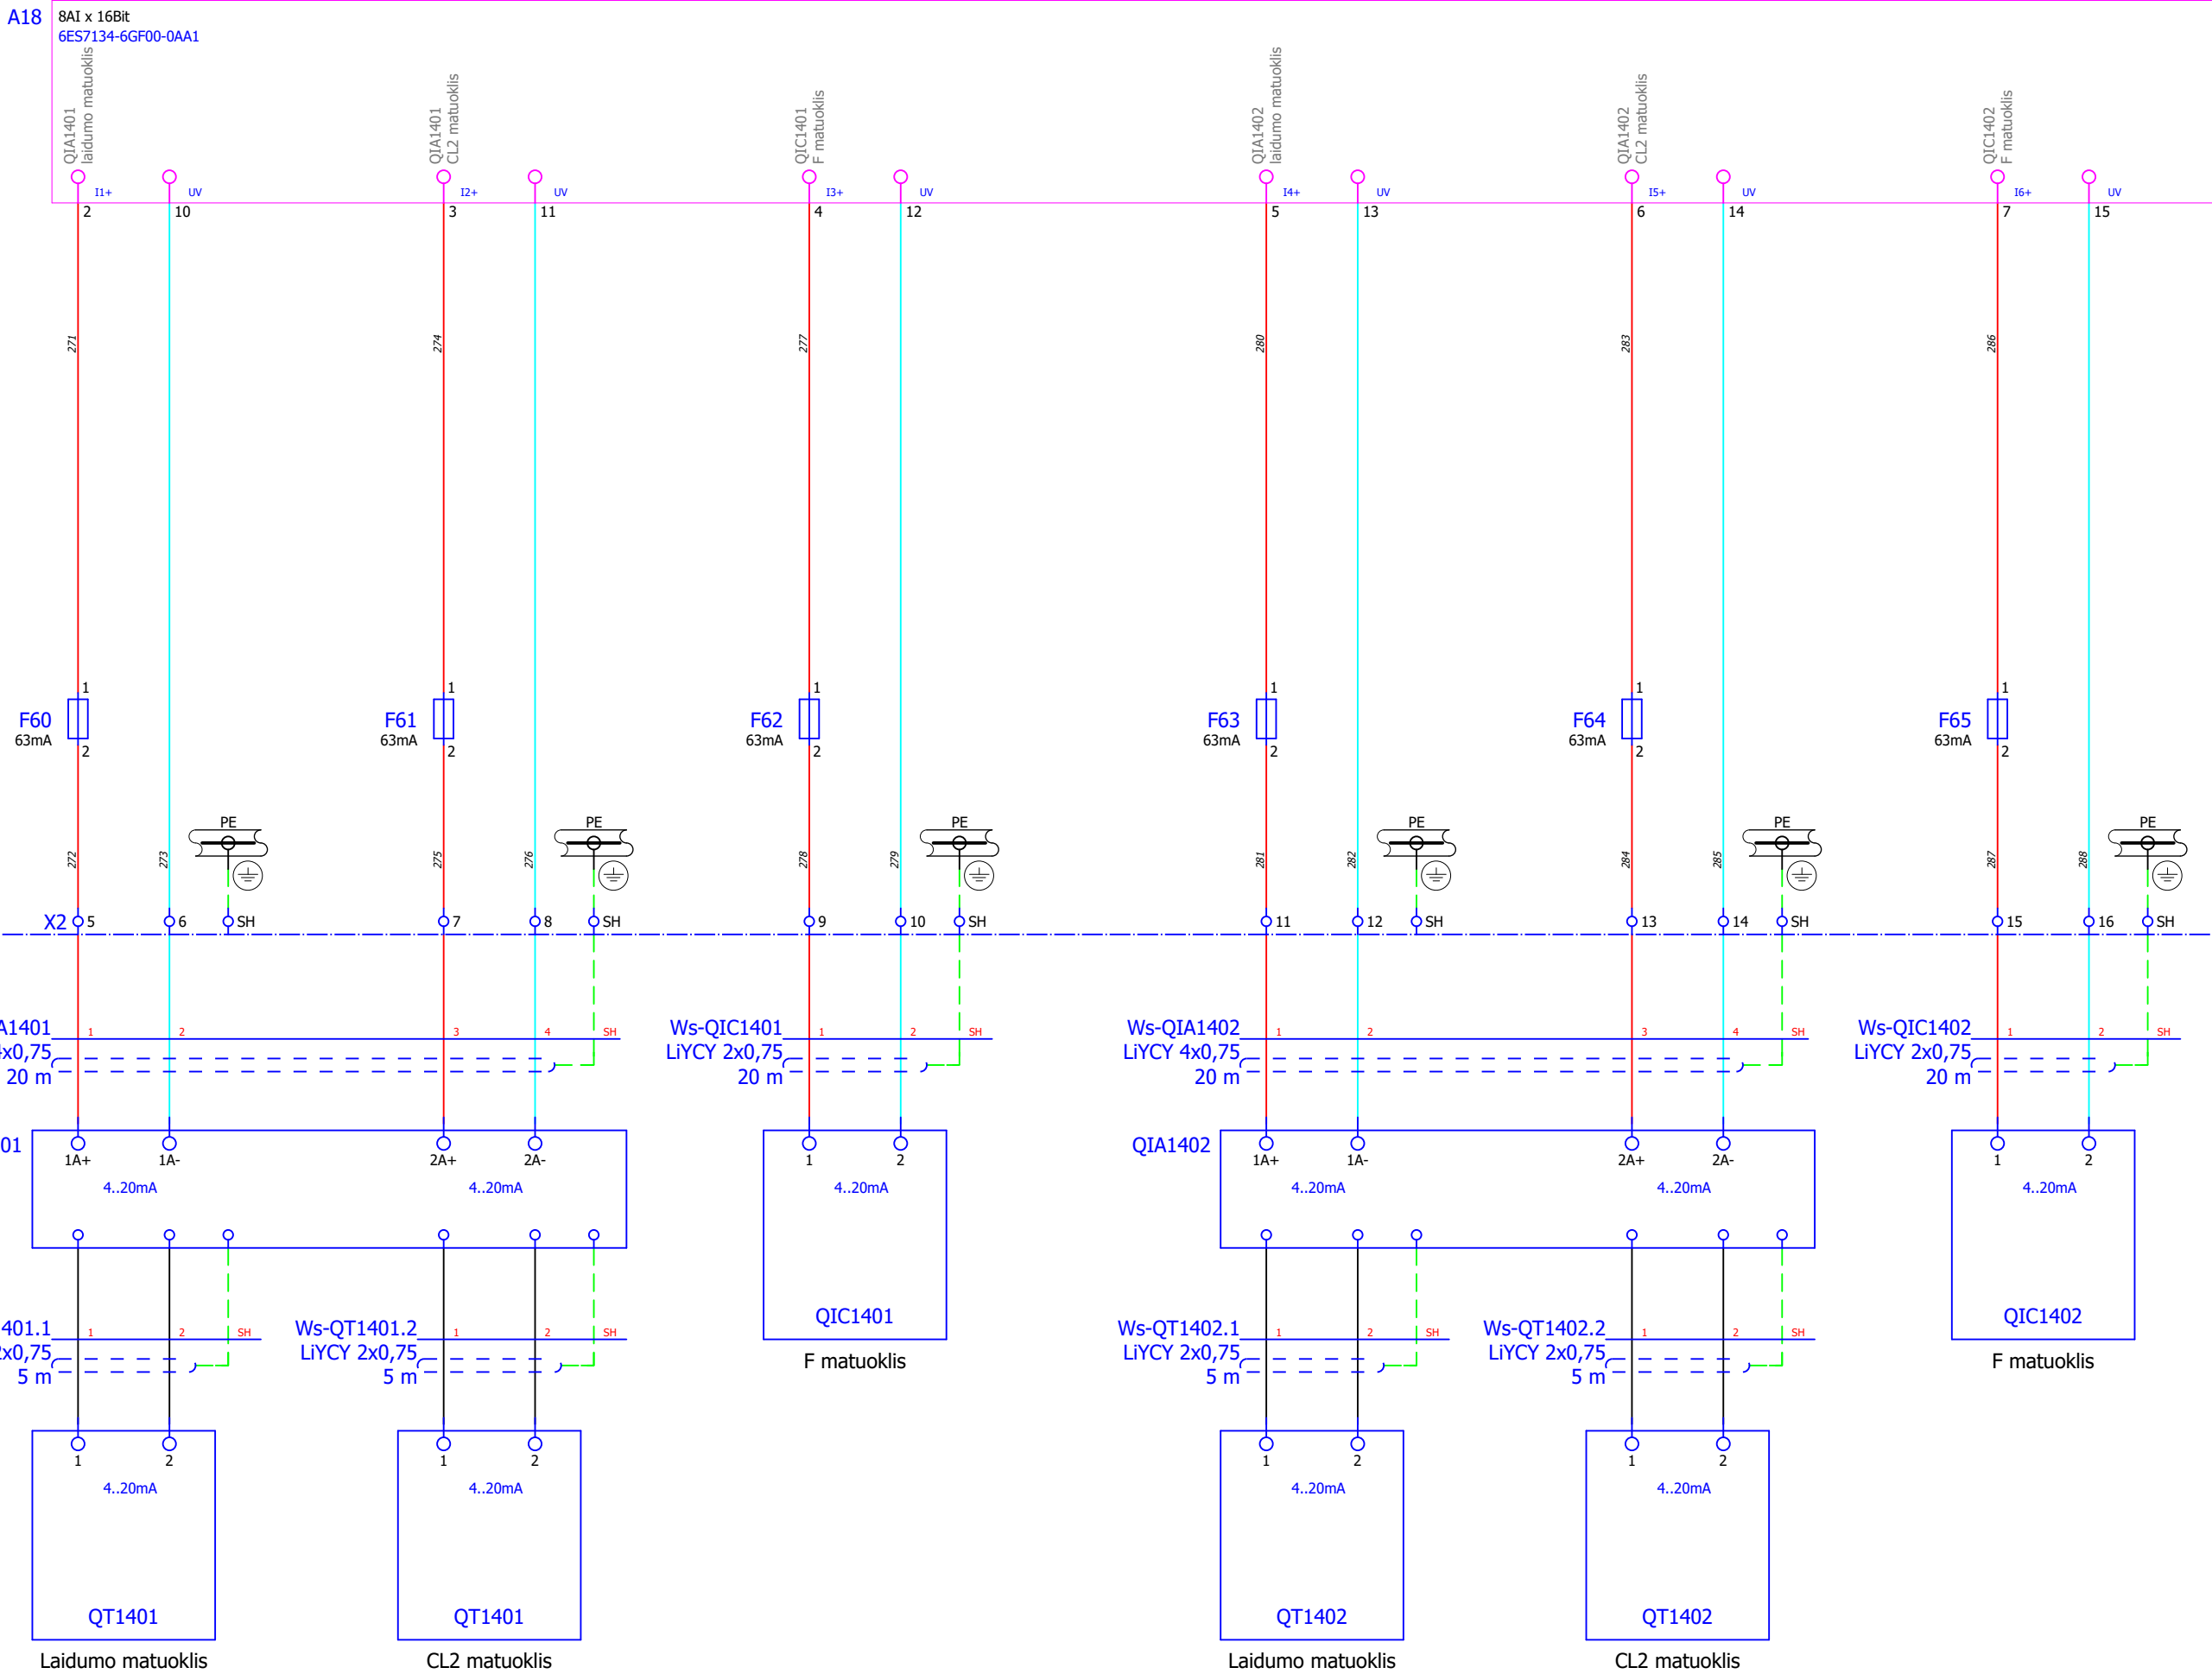 A18
8AI x 16Bit
6ES7134-6GF00-0AA1
QIA1401
laidumo matuoklis
QIA1401
CL2 matuoklis
QIC1401
F matuoklis
QIA1402
laidumo matuoklis
QIA1402
CL2 matuoklis
QIC1402
F matuoklis
I1+ UV I2+ UV I3+ UV I4+ UV I5+ UV I6+ UV
2 10 3 11 4 12 5 13 6 14 7 15
271 274 277 280 283 286
1 1 1 1 1 1
F60 F61 F62 F63 F64 F65
63mA 63mA 63mA 63mA 63mA 63mA
2 2 2 2 2 2
PE PE PE PE PE PE
272 273 275 276 278 279 281 282 284 285 287 288
X2 5 6 SH 7 8 SH 9 10 SH 11 12 SH 13 14 SH 15 16 SH
A1401 1 2 3 4 SH Ws-QIC1401 1 2 SH Ws-QIA1402 1 2 3 4 SH Ws-QIC1402 1 2 SH
4x0,75 LiYCY 2x0,75 LiYCY 4x0,75 LiYCY 2x0,75
20 m 20 m 20 m 20 m
01 QIA1402
1A+ 1A- 2A+ 2A- 1 2 1A+ 1A- 2A+ 2A- 1 2
4..20mA 4..20mA 4..20mA 4..20mA 4..20mA 4..20mA
QIC1401 QIC1402
401.1 1 2 SH Ws-QT1401.2 1 2 SH Ws-QT1402.1 1 2 SH Ws-QT1402.2 1 2 SH
2x0,75 LiYCY 2x0,75 LiYCY 2x0,75 LiYCY 2x0,75
F matuoklis F matuoklis
5 m 5 m 5 m 5 m
1 2 1 2 1 2 1 2
4..20mA 4..20mA 4..20mA 4..20mA
QT1401 QT1401 QT1402 QT1402
Laidumo matuoklis CL2 matuoklis Laidumo matuoklis CL2 matuoklis